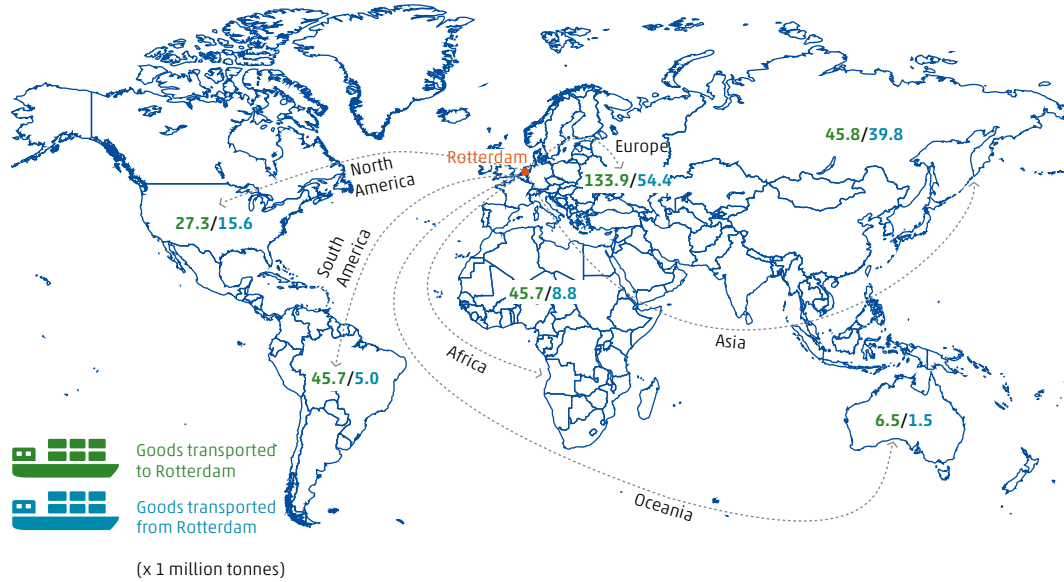 45.8/39.8
Europe
Rotterdam
North
America
133.9/54.4
27.3/15.6
South
America
45.7/8.8
Asia
Africa
45.7/5.0
6.5/1.5
Goods transported
to Rotterdam
Oceania
Goods transported
from Rotterdam
(x 1 million tonnes)